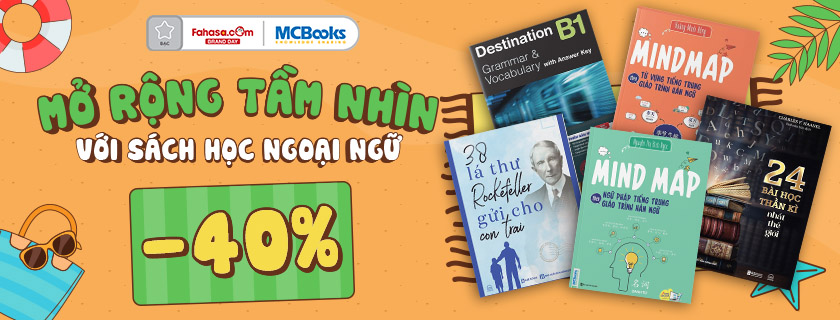 BẠC
Fahasa.com
BRAND DAY
MCBooks
KNOWLEDGE SHARING
MỞ RỘNG TẦM NHÌN
VỚI SÁCH HỌC NGOẠI NGỮ
-40%
Destination B1
Grammar &
Vocabulary with Answer Key
MINDMAP
TỪ VỰNG TIẾNG TRUNG
GIÁO TRÌNH HÁN NGỮ
38
lá thư
Rockefeller
gửi cho
con trai
MIND MAP
NGỮ PHÁP TIẾNG TRUNG
GIÁO TRÌNH HÁN NGỮ
CHARLES F. HAANEL
24
BÀI HỌC
THẦN KÌ
nhất thế
giới